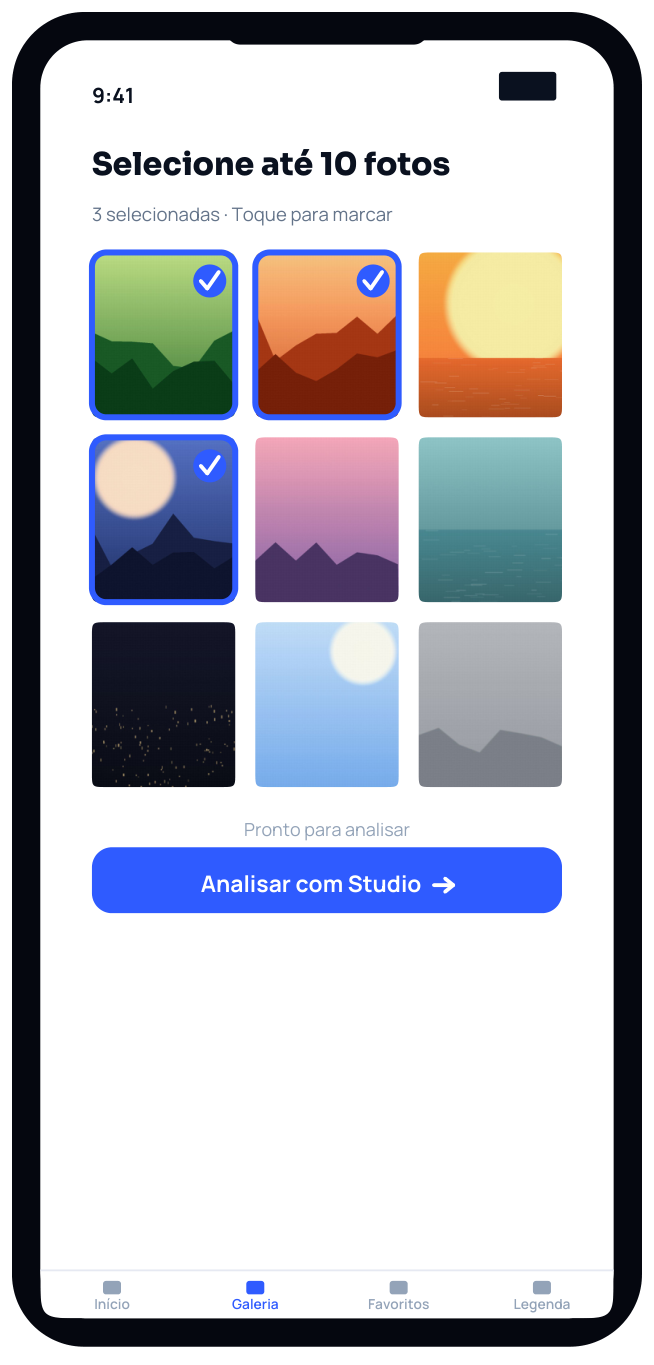 9:41
Selecione até 10 fotos
3 selecionadas · Toque para marcar
Pronto para analisar
Analisar com Studio →
Início
Galeria
Favoritos
Legenda